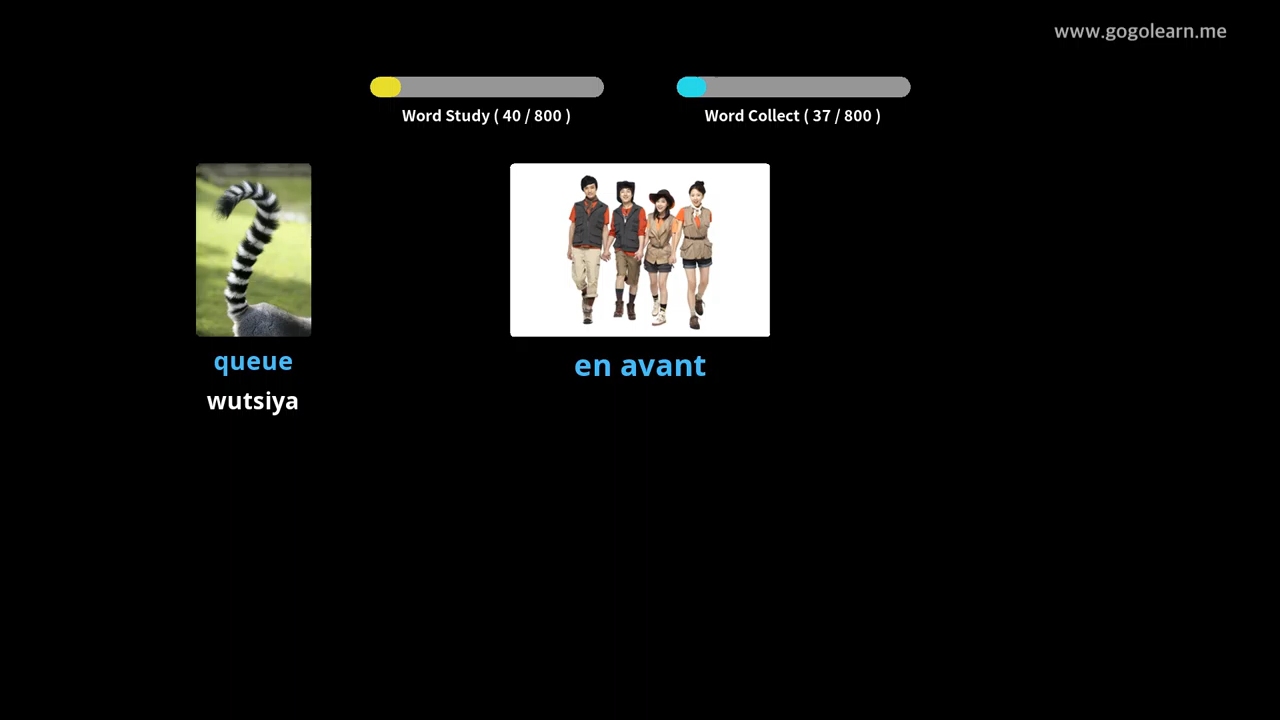 www.gogolearn.me
Word Study ( 40 / 800 )
Word Collect ( 37 / 800 )
queue
wutsiya
en avant